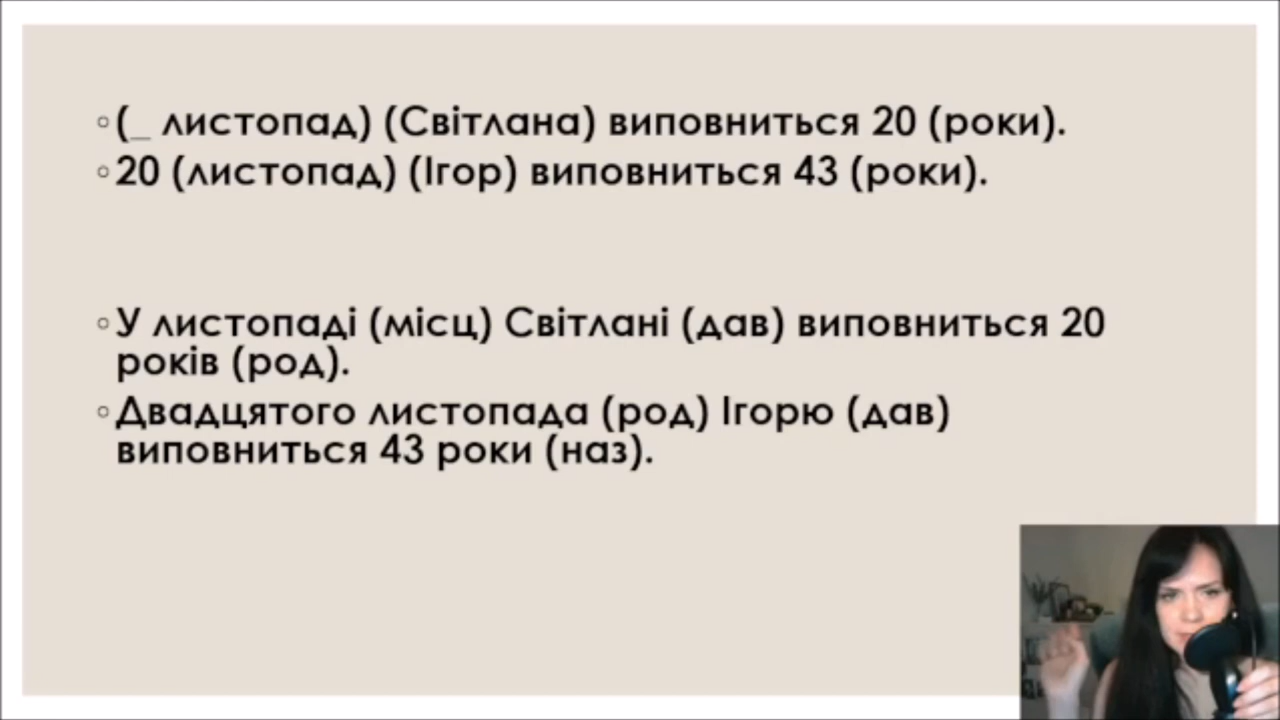 (_ листопад) (Світлана) виповниться 20 (роки).
20 (листопад) (Ігор) виповниться 43 (роки).
У листопаді (місц) Світлані (дав) виповниться 20
років (род).
Двадцятого листопада (род) Ігорю (дав)
виповниться 43 роки (наз).